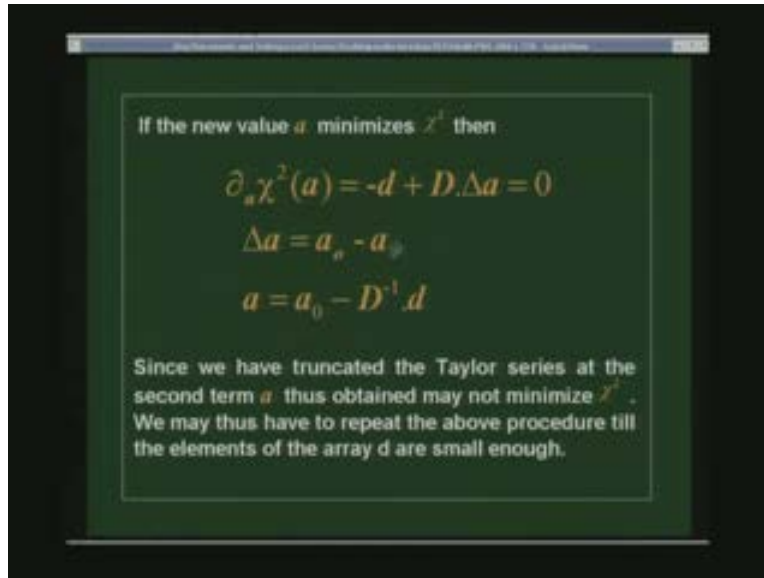 If the new value a minimizes χ² then
∂ₐχ²(a) = -d + D.Δa = 0
Δa = aₒ - a
a = a₀ − D⁻¹.d
Since we have truncated the Taylor series at the
second term a thus obtained may not minimize χ² .
We may thus have to repeat the above procedure till
the elements of the array d are small enough.